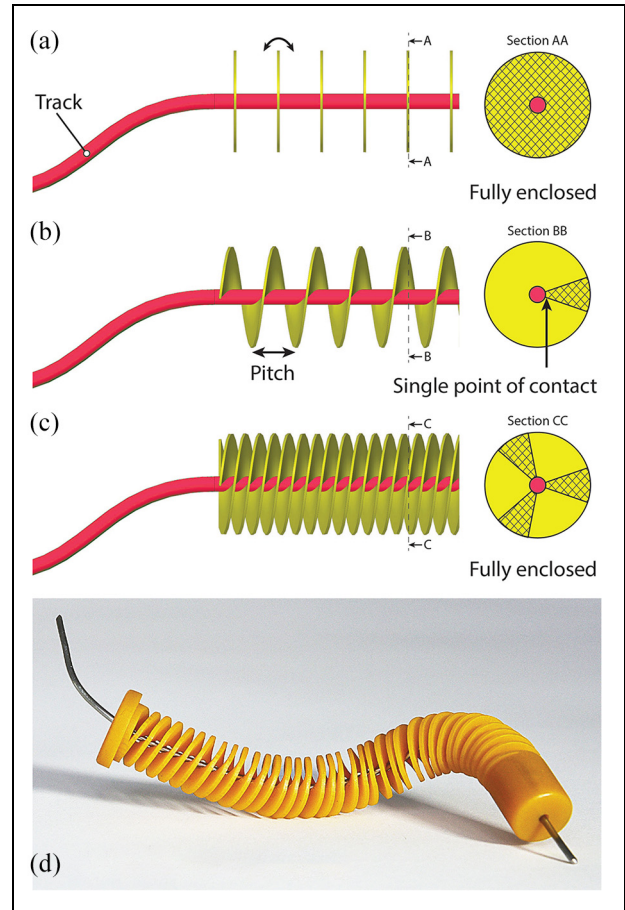 (a)
A
Section AA
Track
A
Fully enclosed
(b)
B
Section BB
B
Pitch
Single point of contact
(c)
C
Section CC
C
Fully enclosed
(d)